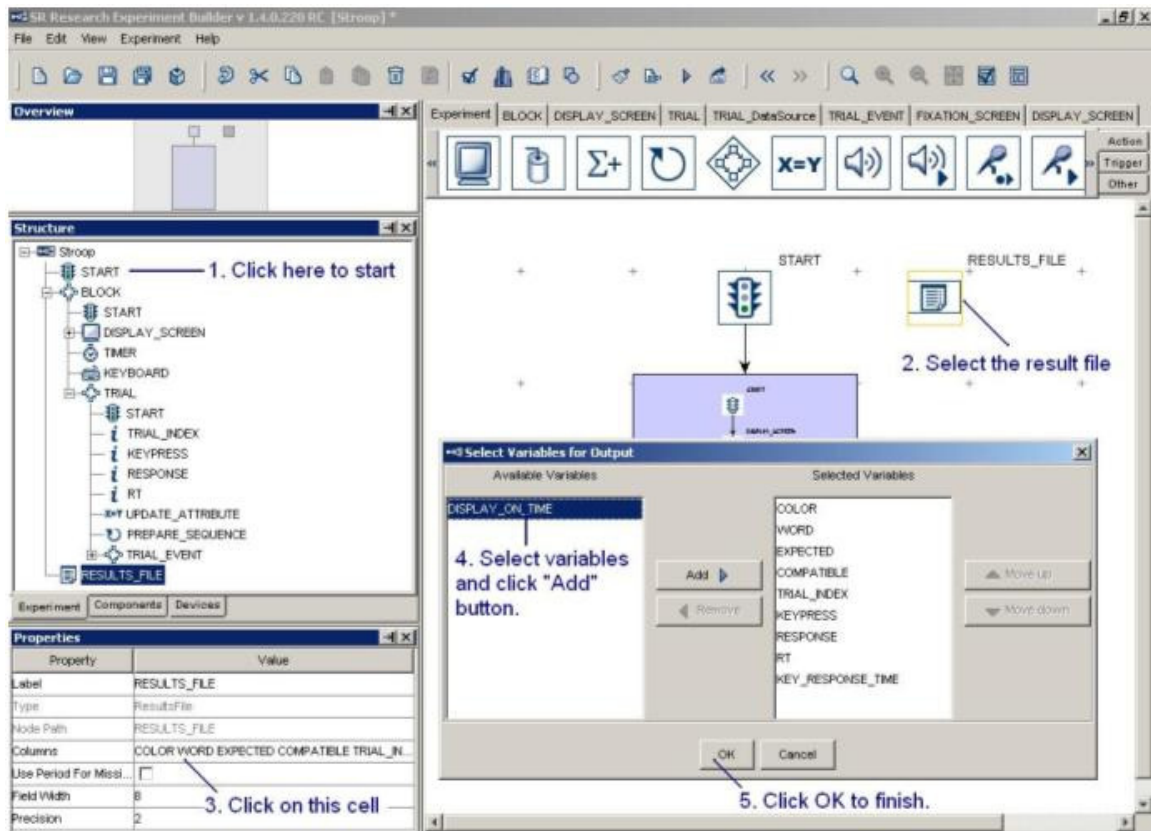 SR Research Experiment Builder v 1.4.0.220 RC [Stroop] *
File Edit View Experiment Help
Overview
Experiment BLOCK DISPLAY_SCREEN TRIAL TRIAL_DataSource TRIAL_EVENT FIXATION_SCREEN DISPLAY_SCREEN
Σ+ X=Y
Action
Trigger
Other
Structure
Stroop
START
1. Click here to start
BLOCK
START
DISPLAY_SCREEN
TIMER
KEYBOARD
TRIAL
START
TRIAL_INDEX
KEYPRESS
RESPONSE
RT
UPDATE_ATTRIBUTE
PREPARE_SEQUENCE
TRIAL_EVENT
RESULTS_FILE
Experiment Components Devices
START
RESULTS_FILE
2. Select the result file
START
DISPLAY_SCREEN
Select Variables for Output
Available Variables Selected Variables
DISPLAY_ON_TIME
4. Select variables
and click "Add"
button.
Add
Remove
COLOR
WORD
EXPECTED
COMPATIBLE
TRIAL_INDEX
KEYPRESS
RESPONSE
RT
KEY_RESPONSE_TIME
Move up
Move down
OK Cancel
5. Click OK to finish.
Properties
Property Value
Label RESULTS_FILE
Type ResultsFile
Node Path RESULTS_FILE
Columns COLOR WORD EXPECTED COMPATIBLE TRIAL_IN...
Use Period For Missi...
Field Width 8
3. Click on this cell
Precision 2